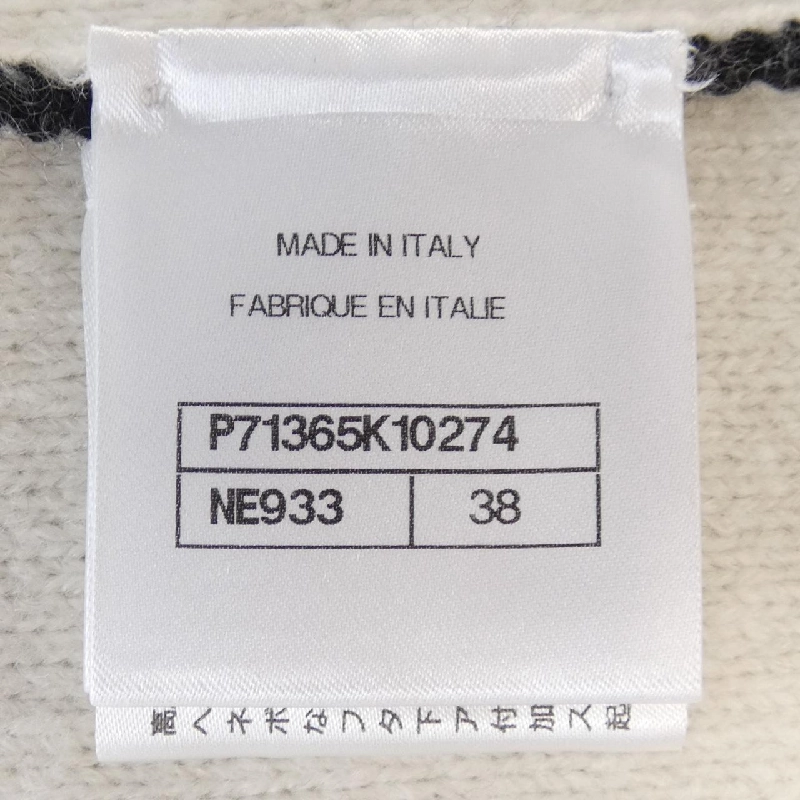 MADE IN ITALY
FABRIQUE EN ITALIE
P71365K10274
NE933 38